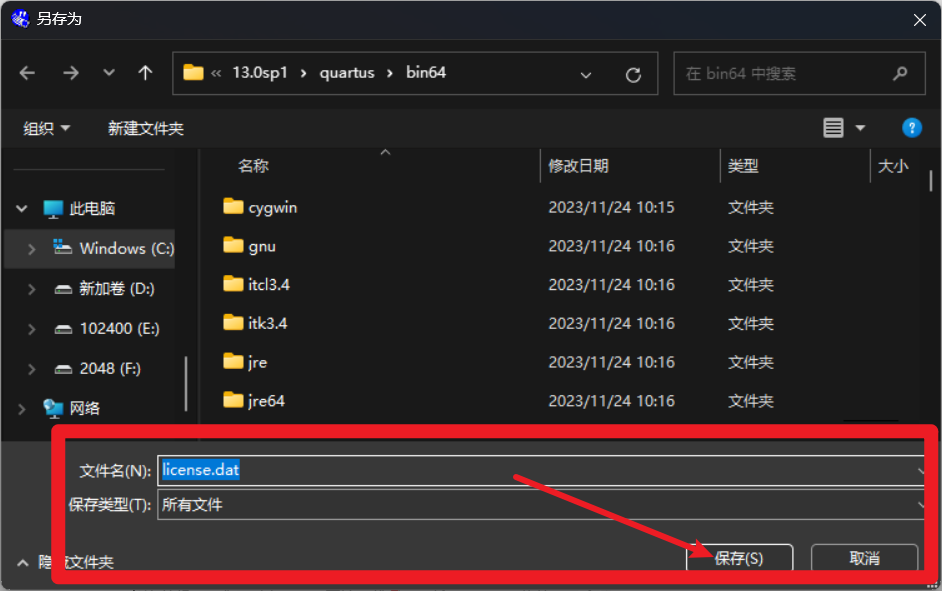 另存为
« 13.0sp1 › quartus › bin64
在 bin64 中搜索
组织 新建文件夹
名称 修改日期 类型 大小
此电脑
Windows (C:)
新加卷 (D:)
102400 (E:)
2048 (F:)
网络
cygwin 2023/11/24 10:15 文件夹
gnu 2023/11/24 10:16 文件夹
itcl3.4 2023/11/24 10:16 文件夹
itk3.4 2023/11/24 10:16 文件夹
jre 2023/11/24 10:16 文件夹
jre64 2023/11/24 10:16 文件夹
文件名(N): license.dat
保存类型(T): 所有文件
隐藏文件夹 保存(S) 取消